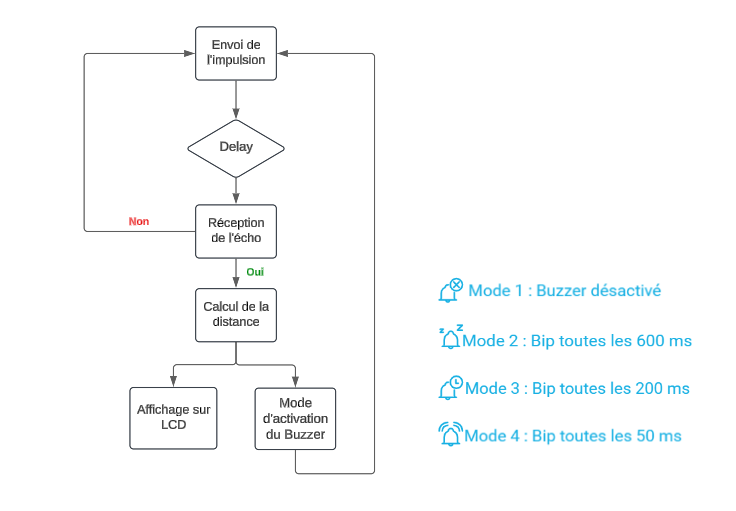 Envoi de
l'impulsion
Delay
Réception
de l'écho
Non
Oui
Calcul de la
distance
Affichage sur
LCD
Mode
d'activation
du Buzzer
Mode 1 : Buzzer désactivé
Mode 2 : Bip toutes les 600 ms
Mode 3 : Bip toutes les 200 ms
Mode 4 : Bip toutes les 50 ms